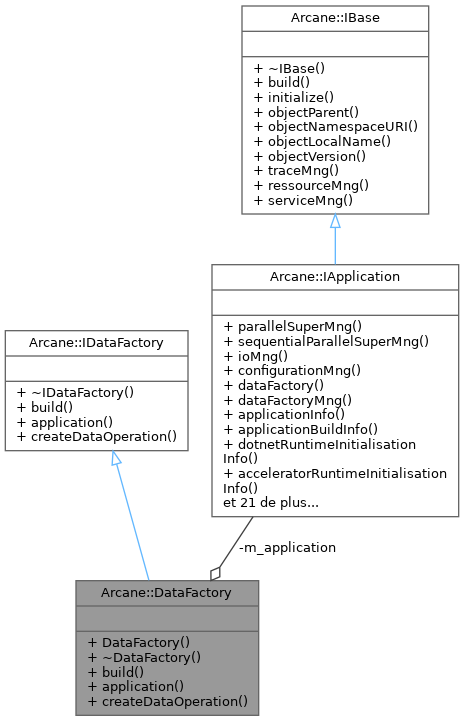 Arcane::IBase
+ ~IBase()
+ build()
+ initialize()
+ objectParent()
+ objectNamespaceURI()
+ objectLocalName()
+ objectVersion()
+ traceMng()
+ ressourceMng()
+ serviceMng()
Arcane::IApplication
+ parallelSuperMng()
+ sequentialParallelSuperMng()
+ ioMng()
+ configurationMng()
+ dataFactory()
+ dataFactoryMng()
+ applicationInfo()
+ applicationBuildInfo()
+ dotnetRuntimeInitialisation
Info()
+ acceleratorRuntimeInitialisation
Info()
et 21 de plus...
Arcane::IDataFactory
+ ~IDataFactory()
+ build()
+ application()
+ createDataOperation()
-m_application
Arcane::DataFactory
+ DataFactory()
+ ~DataFactory()
+ build()
+ application()
+ createDataOperation()